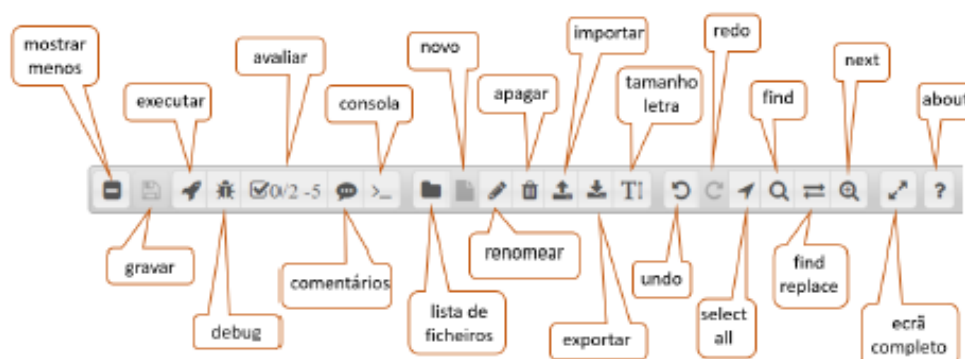 mostrar
menos
executar
avaliar
consola
novo
apagar
importar
tamanho
letra
redo
find
next
about
0/2 -5
>_
T
?
gravar
debug
comentários
lista de
ficheiros
renomear
exportar
undo
select
all
find
replace
ecrã
completo